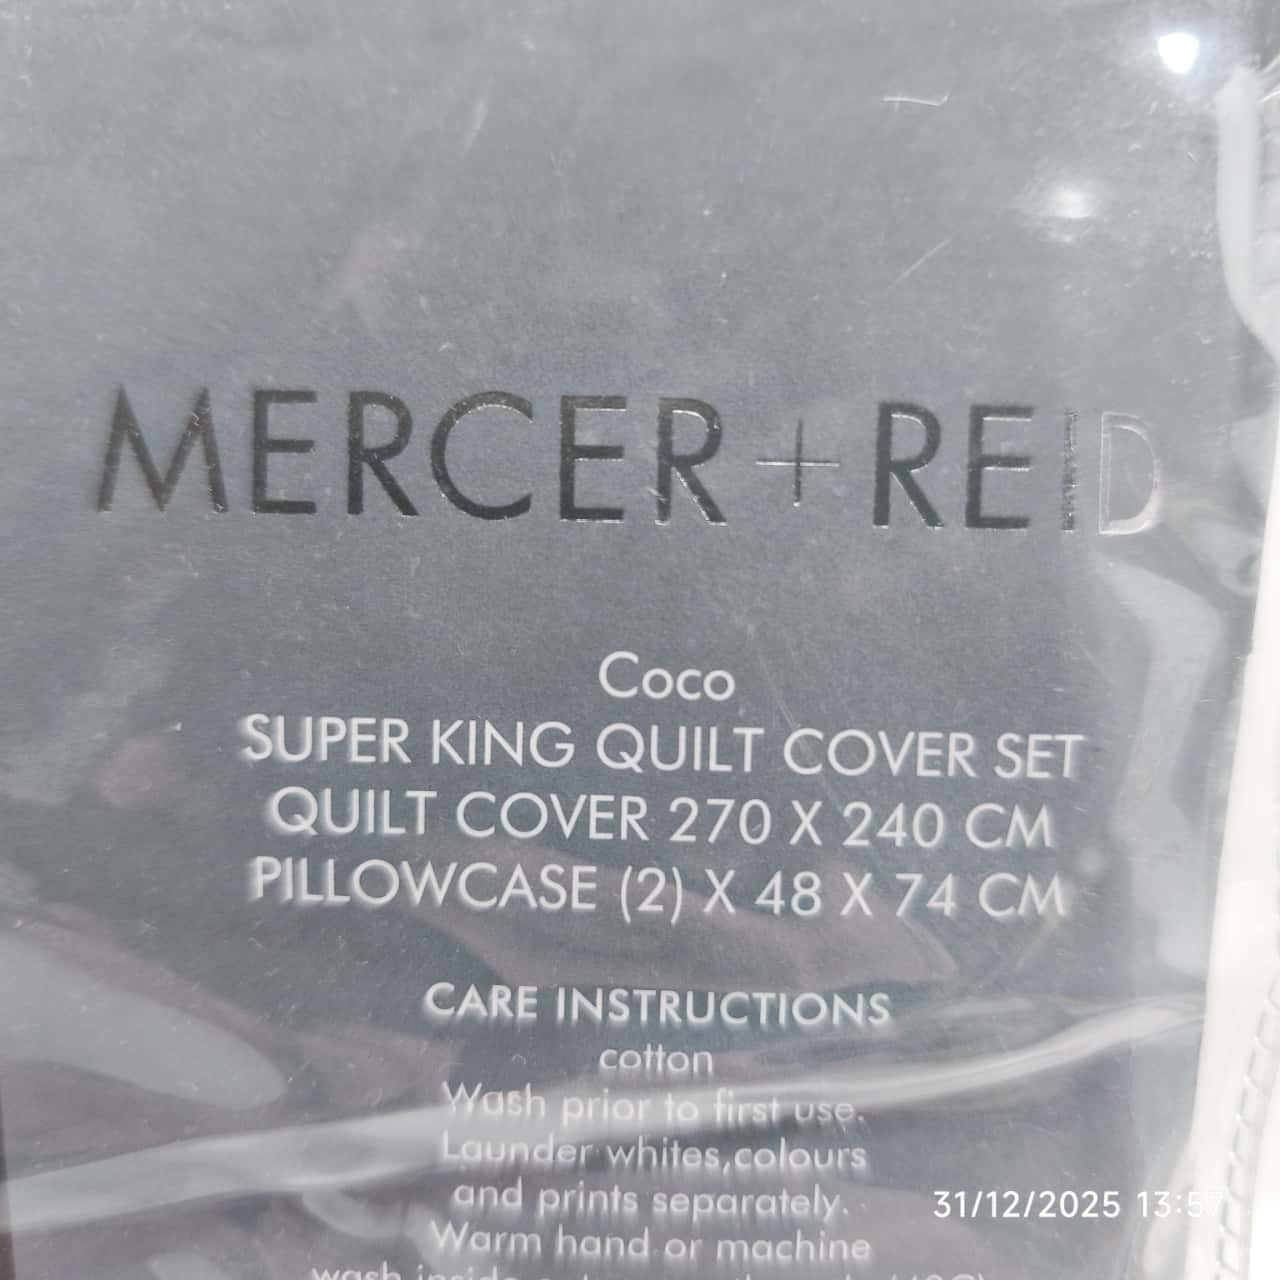 MERCER+REID
Coco
SUPER KING QUILT COVER SET
QUILT COVER 270 X 240 CM
PILLOWCASE (2) X 48 X 74 CM
CARE INSTRUCTIONS
cotton
Wash prior to first use.
Launder whites,colours
and prints separately.
31/12/2025 13:57
Warm hand or machine
wash inside